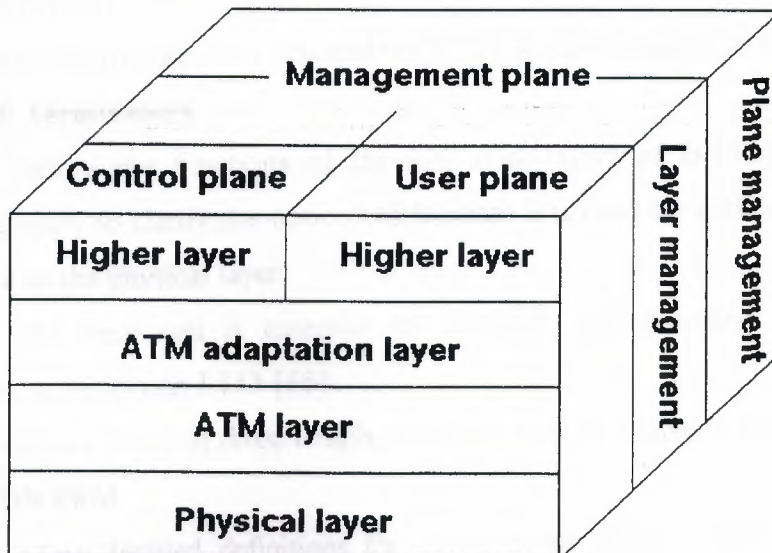 Management plane
Control plane
User plane
Higher layer
Higher layer
ATM adaptation layer
ATM layer
Physical layer
Layer management
Plane management